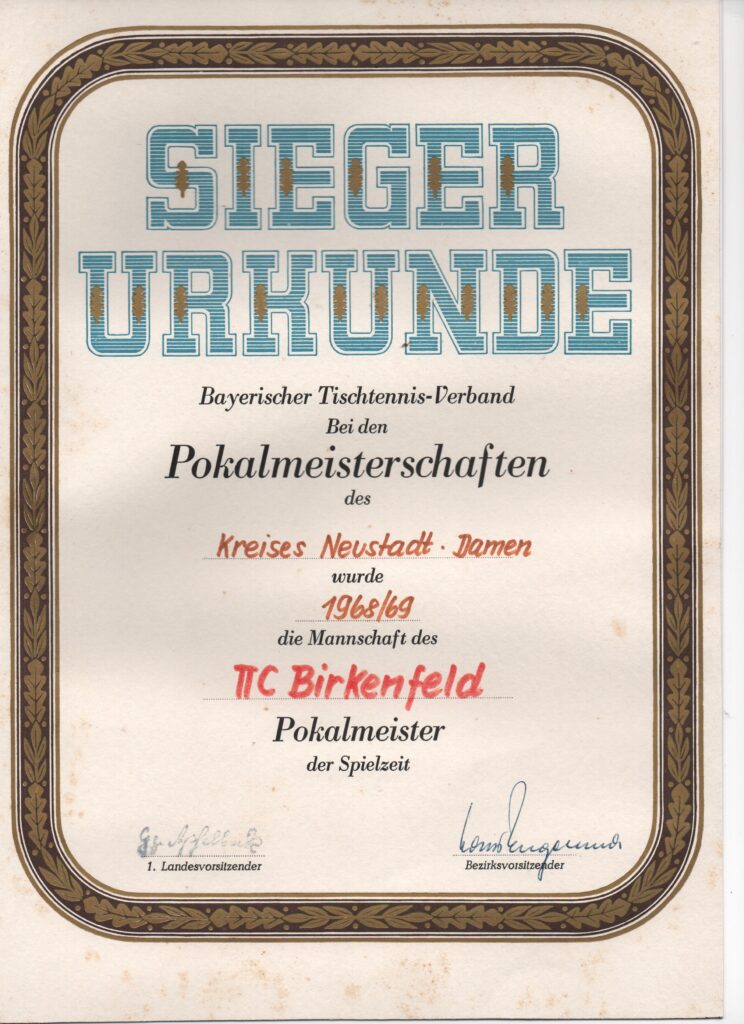 SIEGER
URKUNDE
Bayerischer Tischtennis-Verband
Bei den
Pokalmeisterschaften
des
Kreises Neustadt · Damen
wurde
1968/69
die Mannschaft des
TTC Birkenfeld
Pokalmeister
der Spielzeit
1. Landesvorsitzender
Bezirksvorsitzender